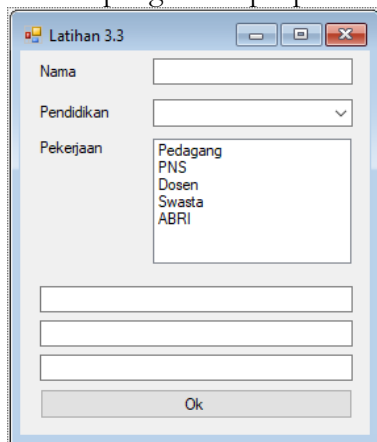 Latihan 3.3
Nama
Pendidikan
Pekerjaan
Pedagang
PNS
Dosen
Swasta
ABRI
Ok